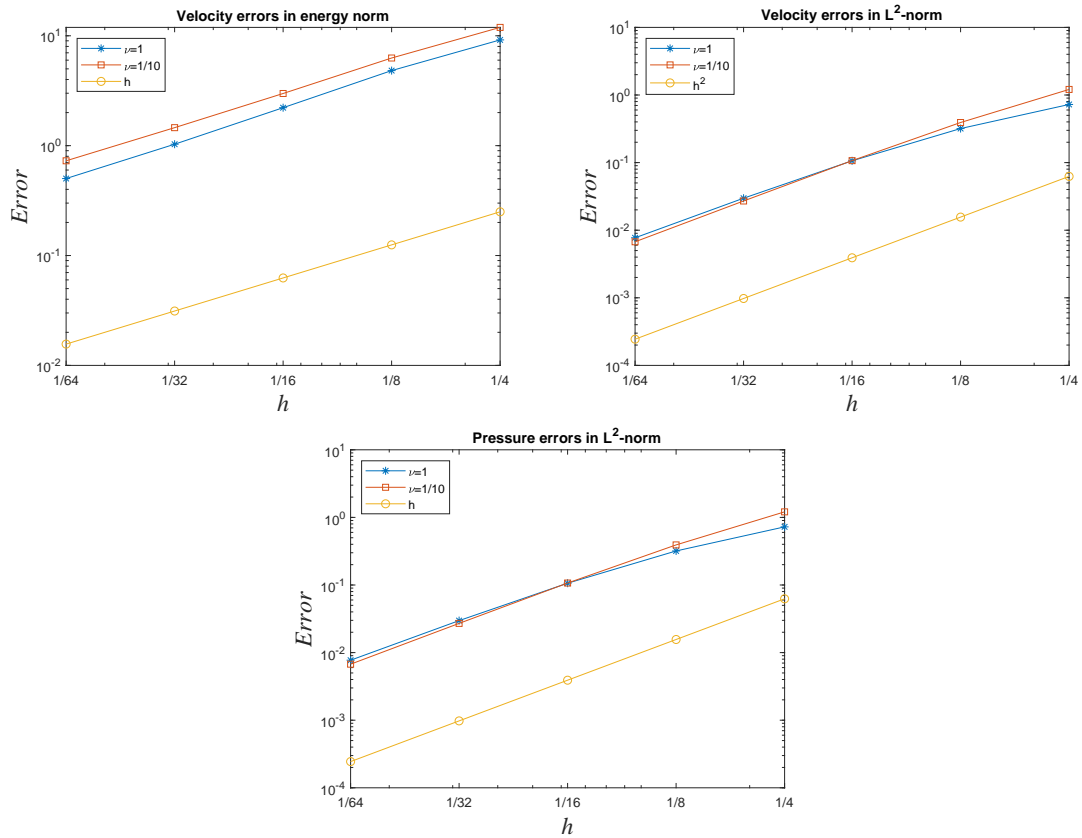 Velocity errors in energy norm
ν=1
ν=1/10
h
10^1
10^0
10^-1
10^-2
Error
1/64 1/32 1/16 1/8 1/4
h
Velocity errors in L^2-norm
ν=1
ν=1/10
h^2
10^2
10^1
10^0
10^-1
10^-2
10^-3
10^-4
Error
1/64 1/32 1/16 1/8 1/4
h
Pressure errors in L^2-norm
ν=1
ν=1/10
h
10^1
10^0
10^-1
10^-2
10^-3
10^-4
Error
1/64 1/32 1/16 1/8 1/4
h